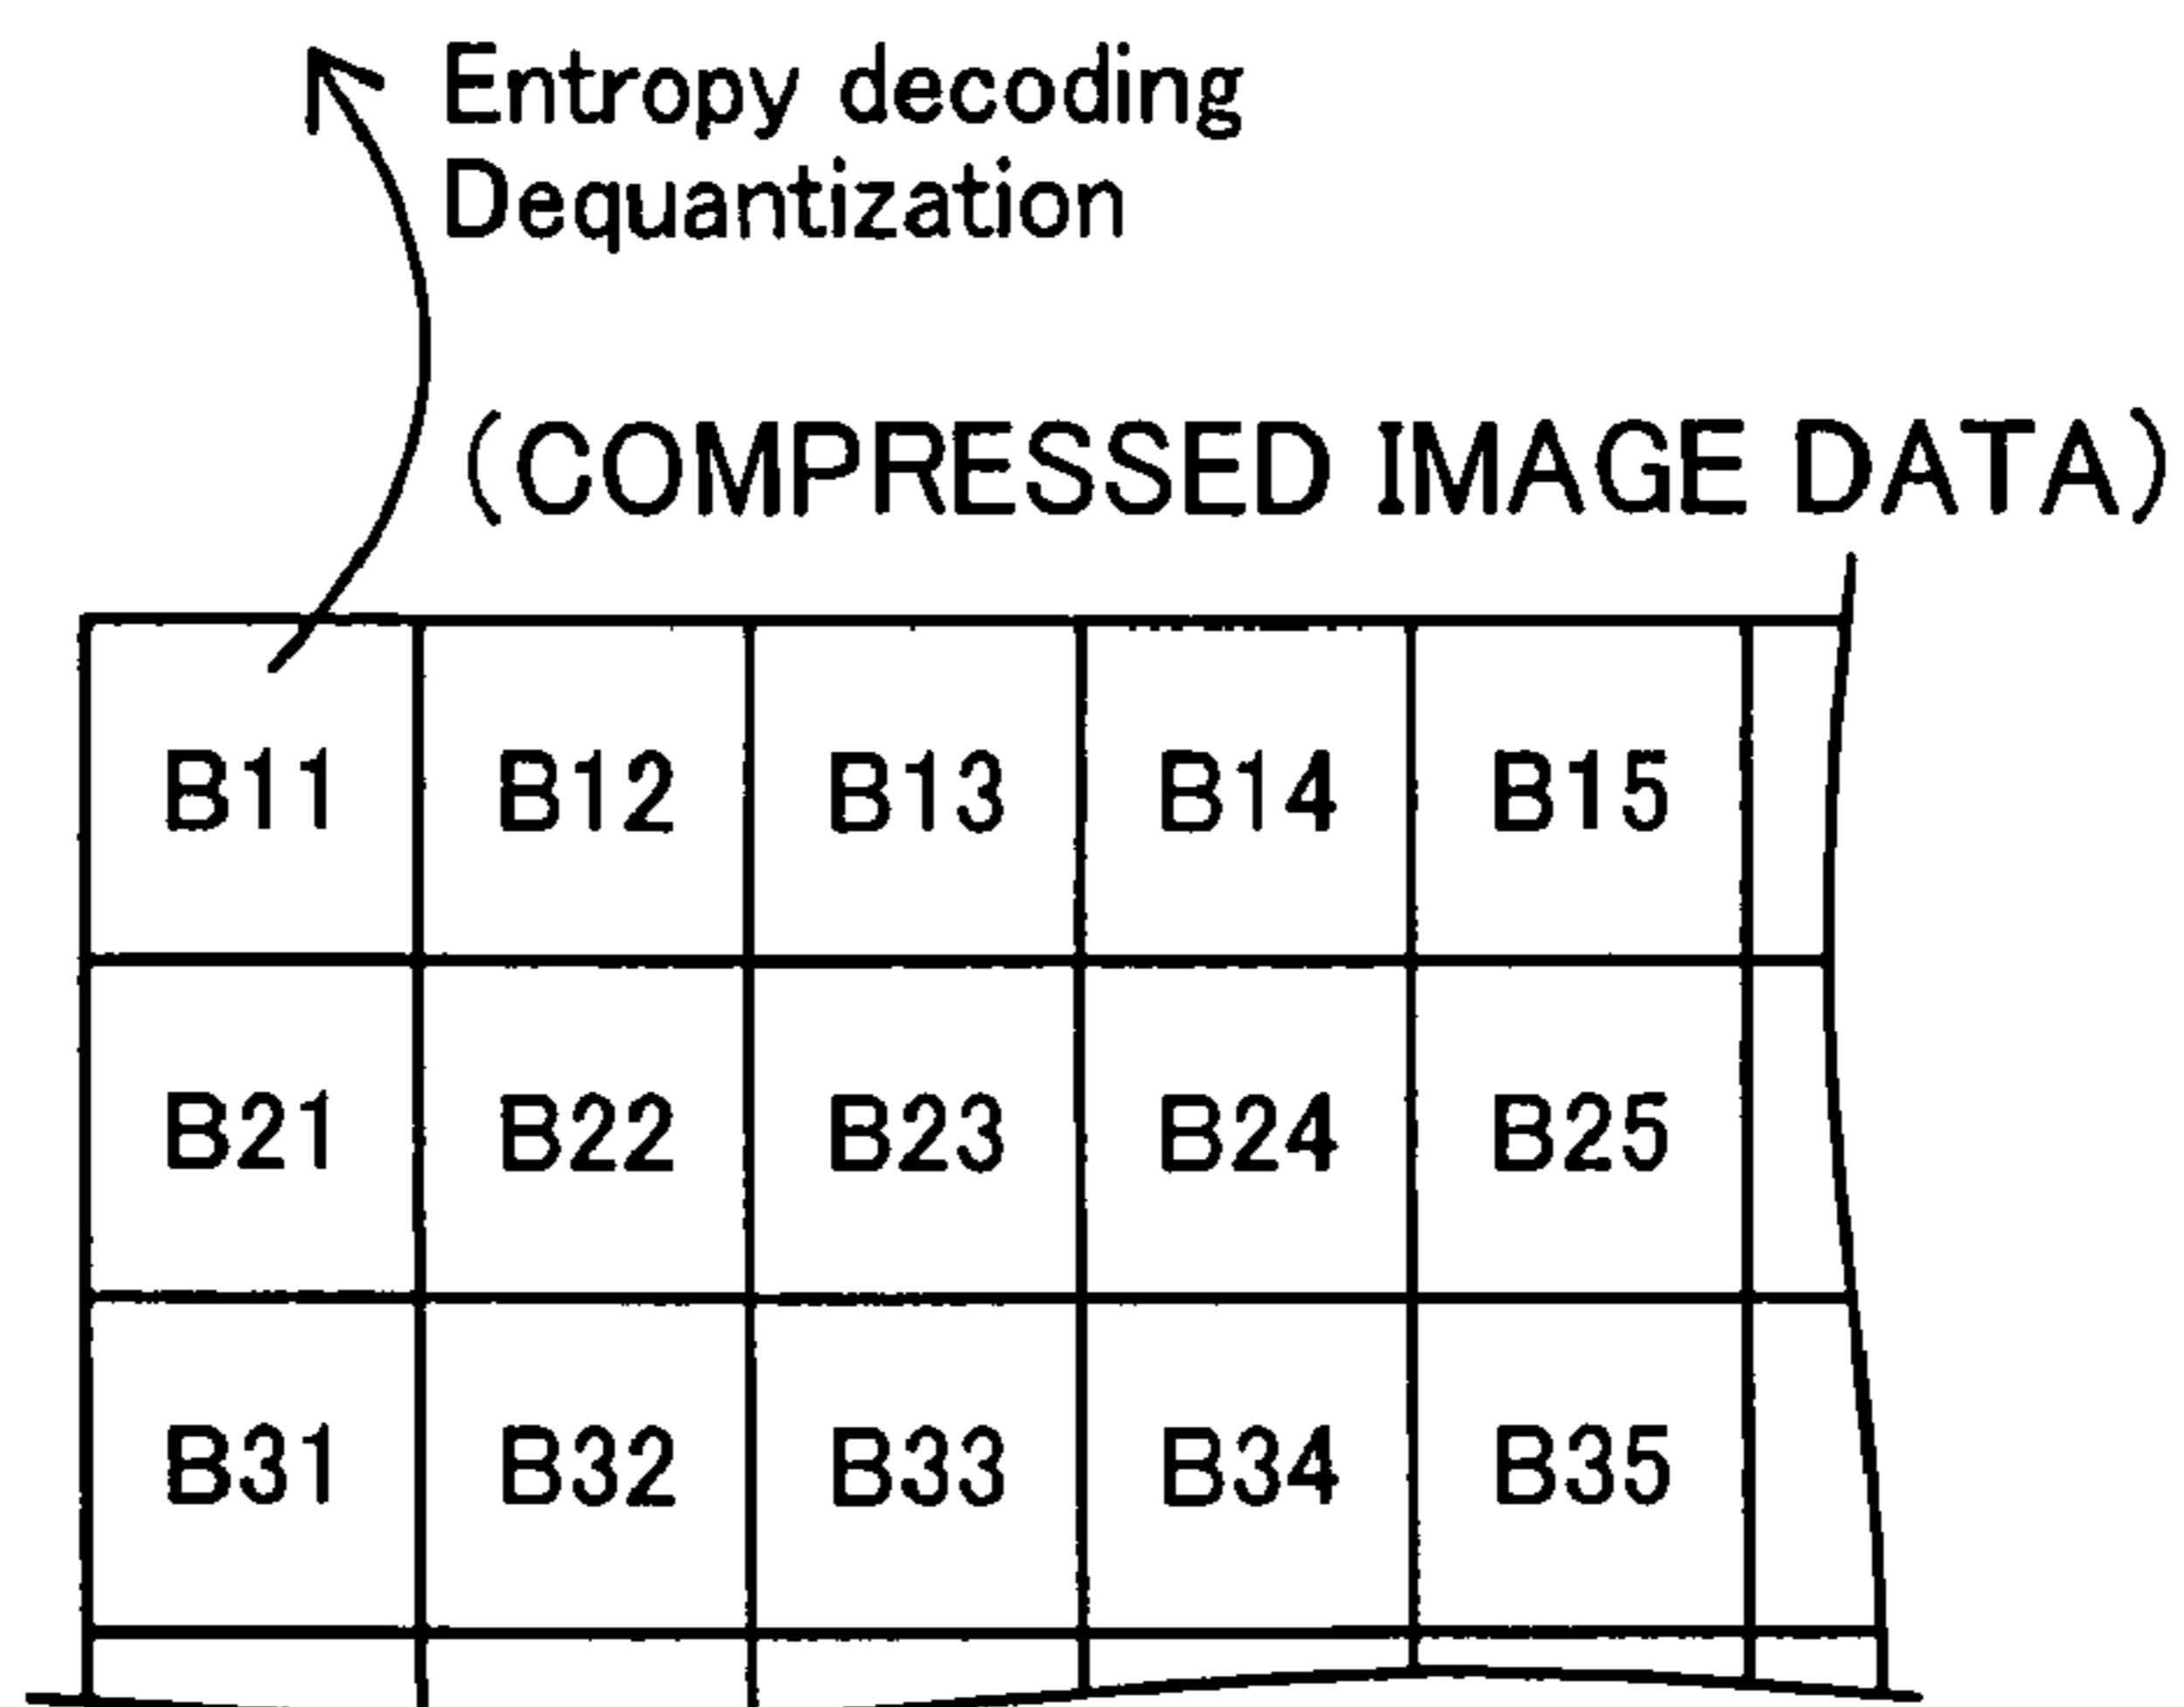 Entropy decoding
Dequantization
(COMPRESSED IMAGE DATA)
B11 B12 B13 B14 B15
B21 B22 B23 B24 B25
B31 B32 B33 B34 B35